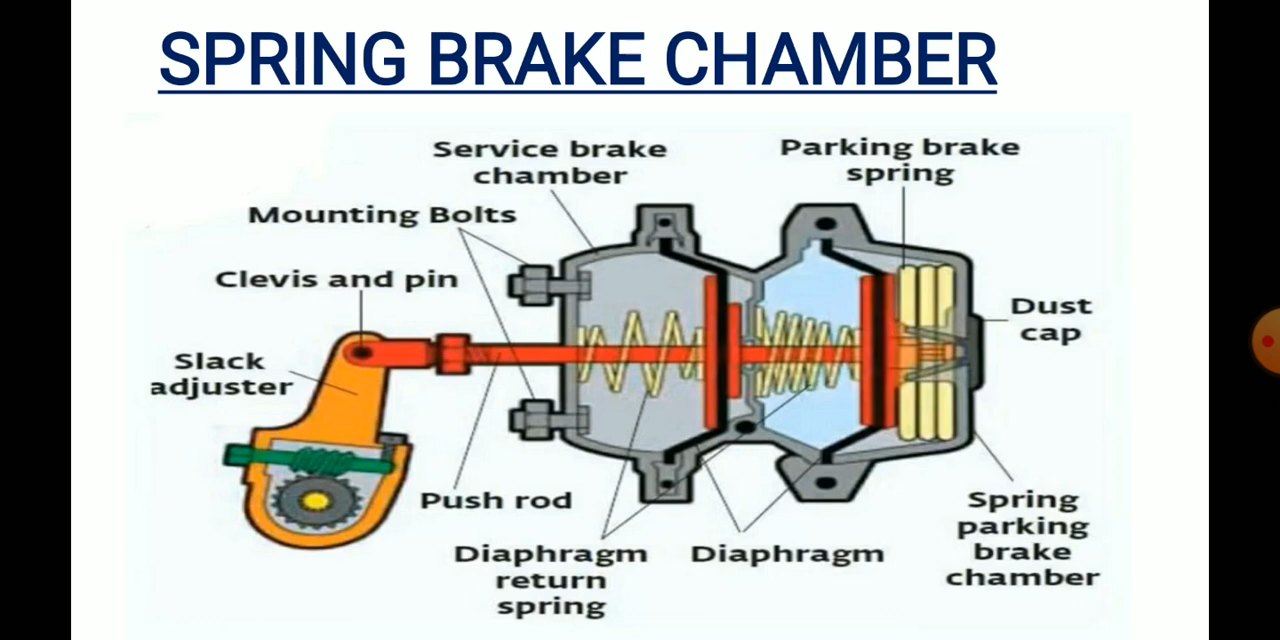 SPRING BRAKE CHAMBER
Service brake
chamber
Parking brake
spring
Mounting Bolts
Clevis and pin
Dust
cap
Slack
adjuster
Push rod
Spring
parking
brake
chamber
Diaphragm
return
spring
Diaphragm